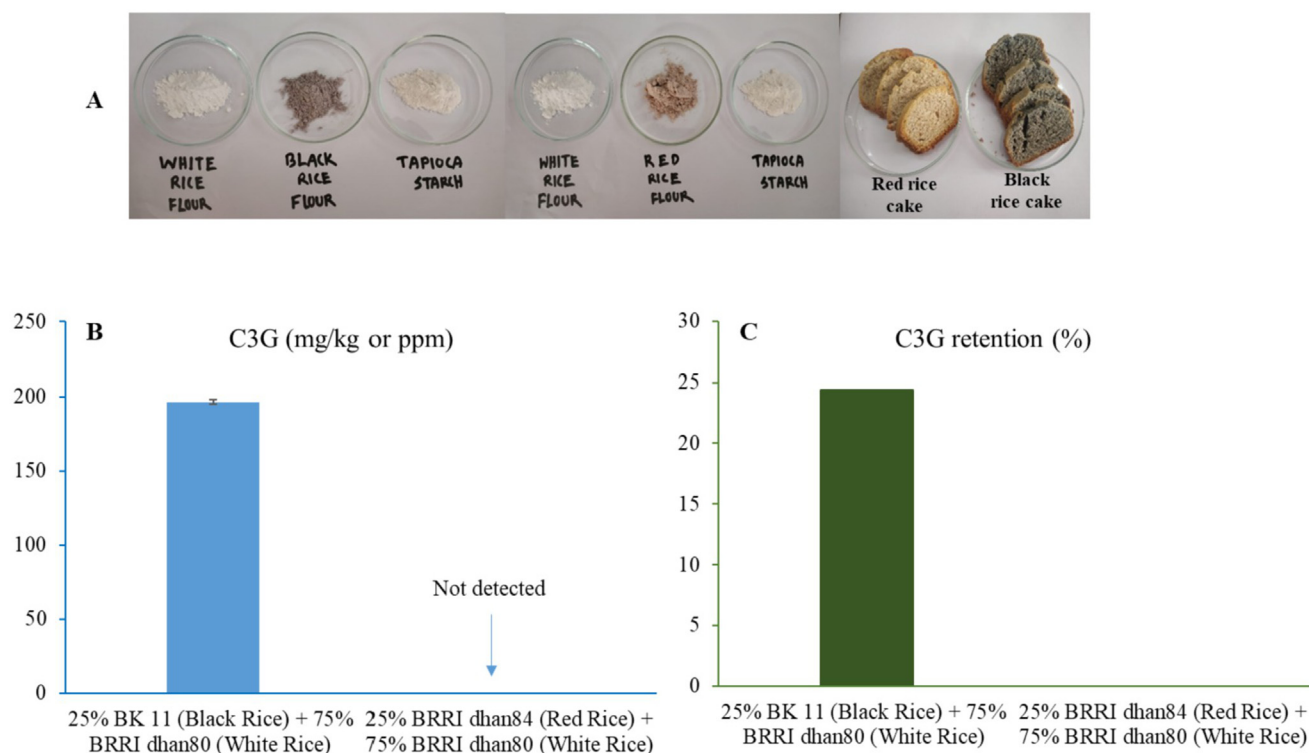 A
WHITE
RICE
FLOUR
BLACK
RICE
FLOUR
TAPIOCA
STARCH
WHITE
RICE
FLOUR
RED
RICE
FLOUR
TAPIOCA
STARCH
Red rice
cake
Black
rice cake
B
C3G (mg/kg or ppm)
250
200
150
100
50
0
Not detected
25% BK 11 (Black Rice) + 75%
BRRI dhan80 (White Rice)
25% BRRI dhan84 (Red Rice) +
75% BRRI dhan80 (White Rice)
C
C3G retention (%)
30
25
20
15
10
5
0
25% BK 11 (Black Rice) + 75%
BRRI dhan80 (White Rice)
25% BRRI dhan84 (Red Rice) +
75% BRRI dhan80 (White Rice)